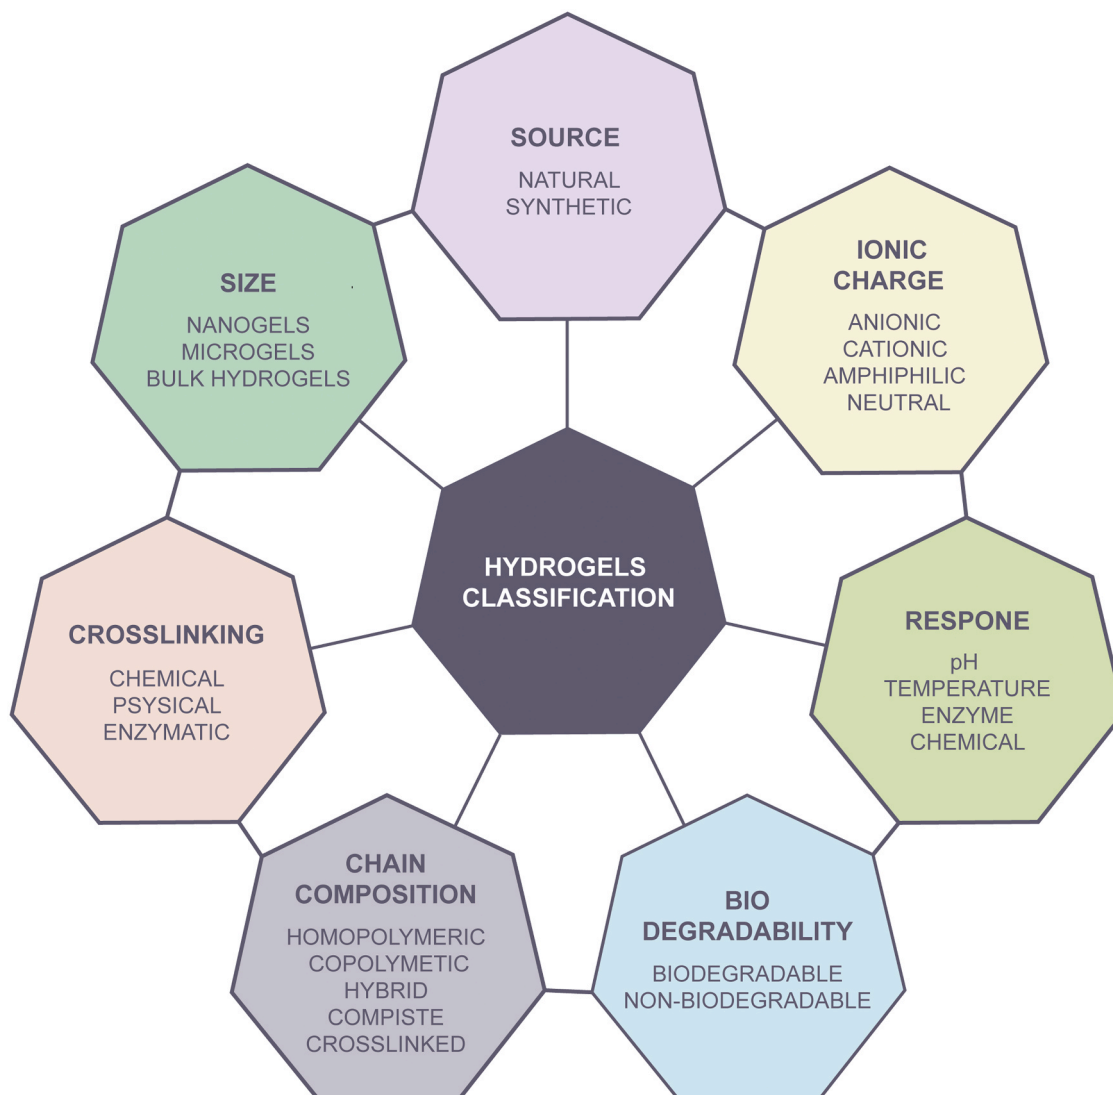 SOURCE
NATURAL
SYNTHETIC
IONIC
CHARGE
ANIONIC
CATIONIC
AMPHIPHILIC
NEUTRAL
RESPONE
pH
TEMPERATURE
ENZYME
CHEMICAL
BIO
DEGRADABILITY
BIODEGRADABLE
NON-BIODEGRADABLE
CHAIN
COMPOSITION
HOMOPOLYMERIC
COPOLYMETIC
HYBRID
COMPISTE
CROSSLINKED
CROSSLINKING
CHEMICAL
PSYSICAL
ENZYMATIC
SIZE
NANOGELS
MICROGELS
BULK HYDROGELS
HYDROGELS
CLASSIFICATION